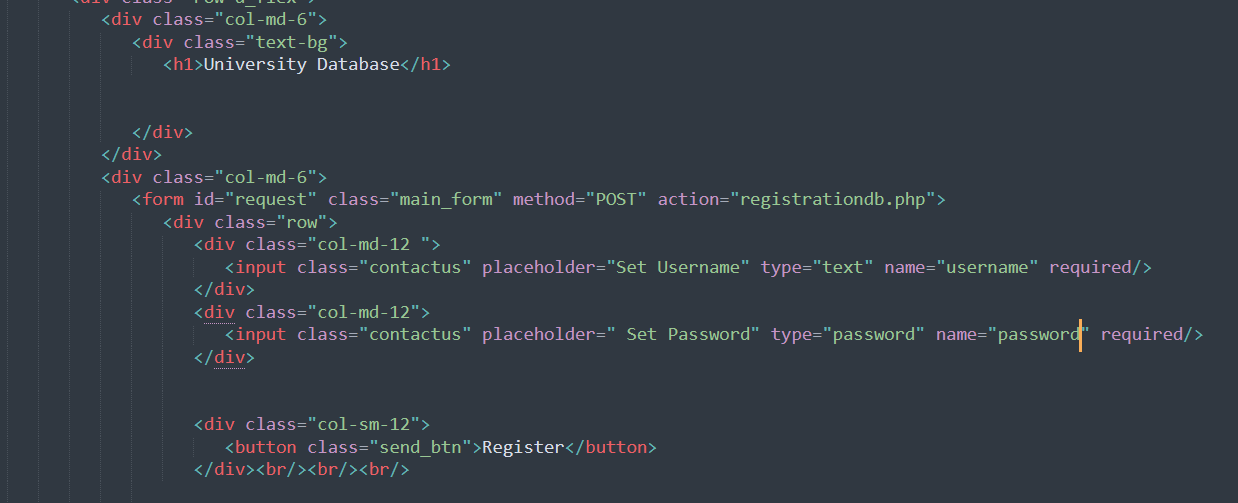 <div class="row d_flex">
<div class="col-md-6">
<div class="text-bg">
<h1>University Database</h1>
</div>
</div>
<div class="col-md-6">
<form id="request" class="main_form" method="POST" action="registrationdb.php">
<div class="row">
<div class="col-md-12 ">
<input class="contactus" placeholder="Set Username" type="text" name="username" required/>
</div>
<div class="col-md-12">
<input class="contactus" placeholder=" Set Password" type="password" name="password" required/>
</div>
<div class="col-sm-12">
<button class="send_btn">Register</button>
</div><br/><br/><br/>